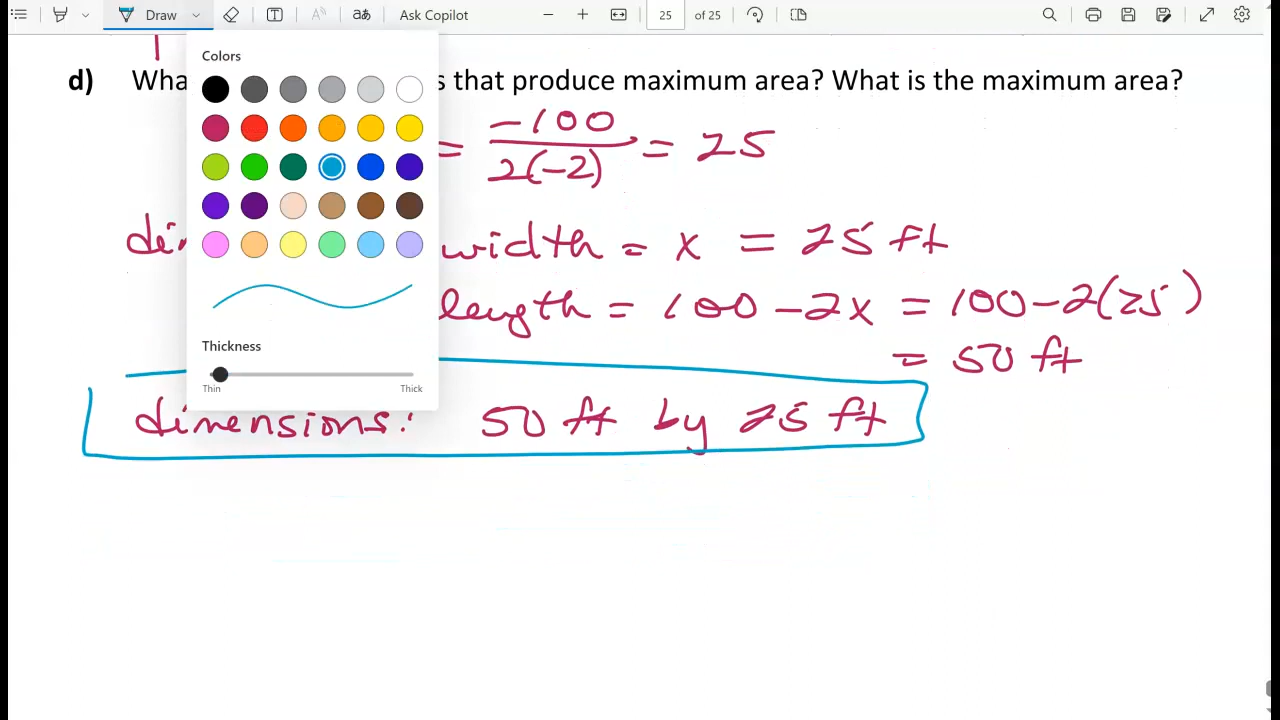 Draw Ask Copilot 25 of 25
Colors
d) Wha s that produce maximum area? What is the maximum area?
= -100 / 2(-2) = 25
dim width = x = 25 ft
length = 100 - 2x = 100 - 2(25)
= 50 ft
Thickness
Thin Thick
dimensions: 50 ft by 25 ft